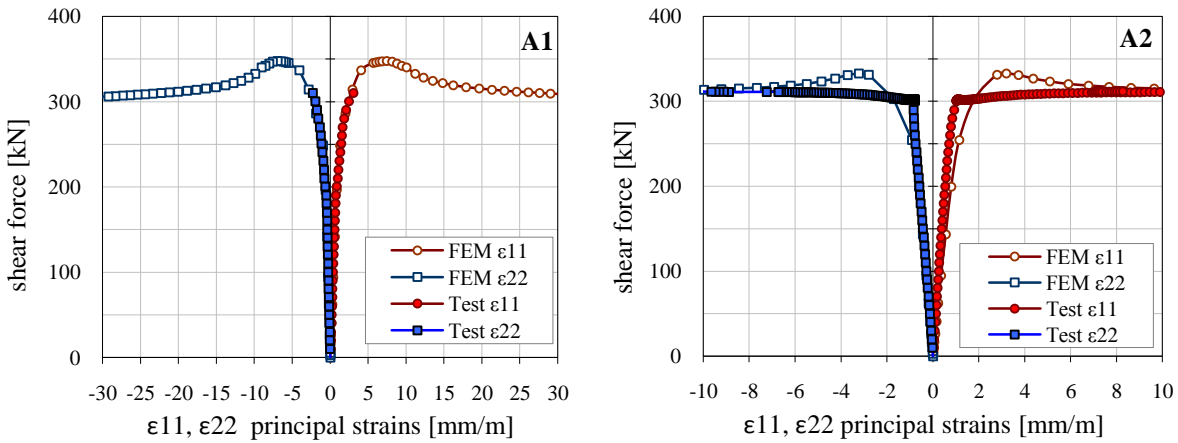 400
300
200
100
0
shear force [kN]
A1
FEM ε11
FEM ε22
Test ε11
Test ε22
-30 -25 -20 -15 -10 -5 0 5 10 15 20 25 30
ε11, ε22 principal strains [mm/m]
400
300
200
100
0
shear force [kN]
A2
FEM ε11
FEM ε22
Test ε11
Test ε22
-10 -8 -6 -4 -2 0 2 4 6 8 10
ε11, ε22 principal strains [mm/m]